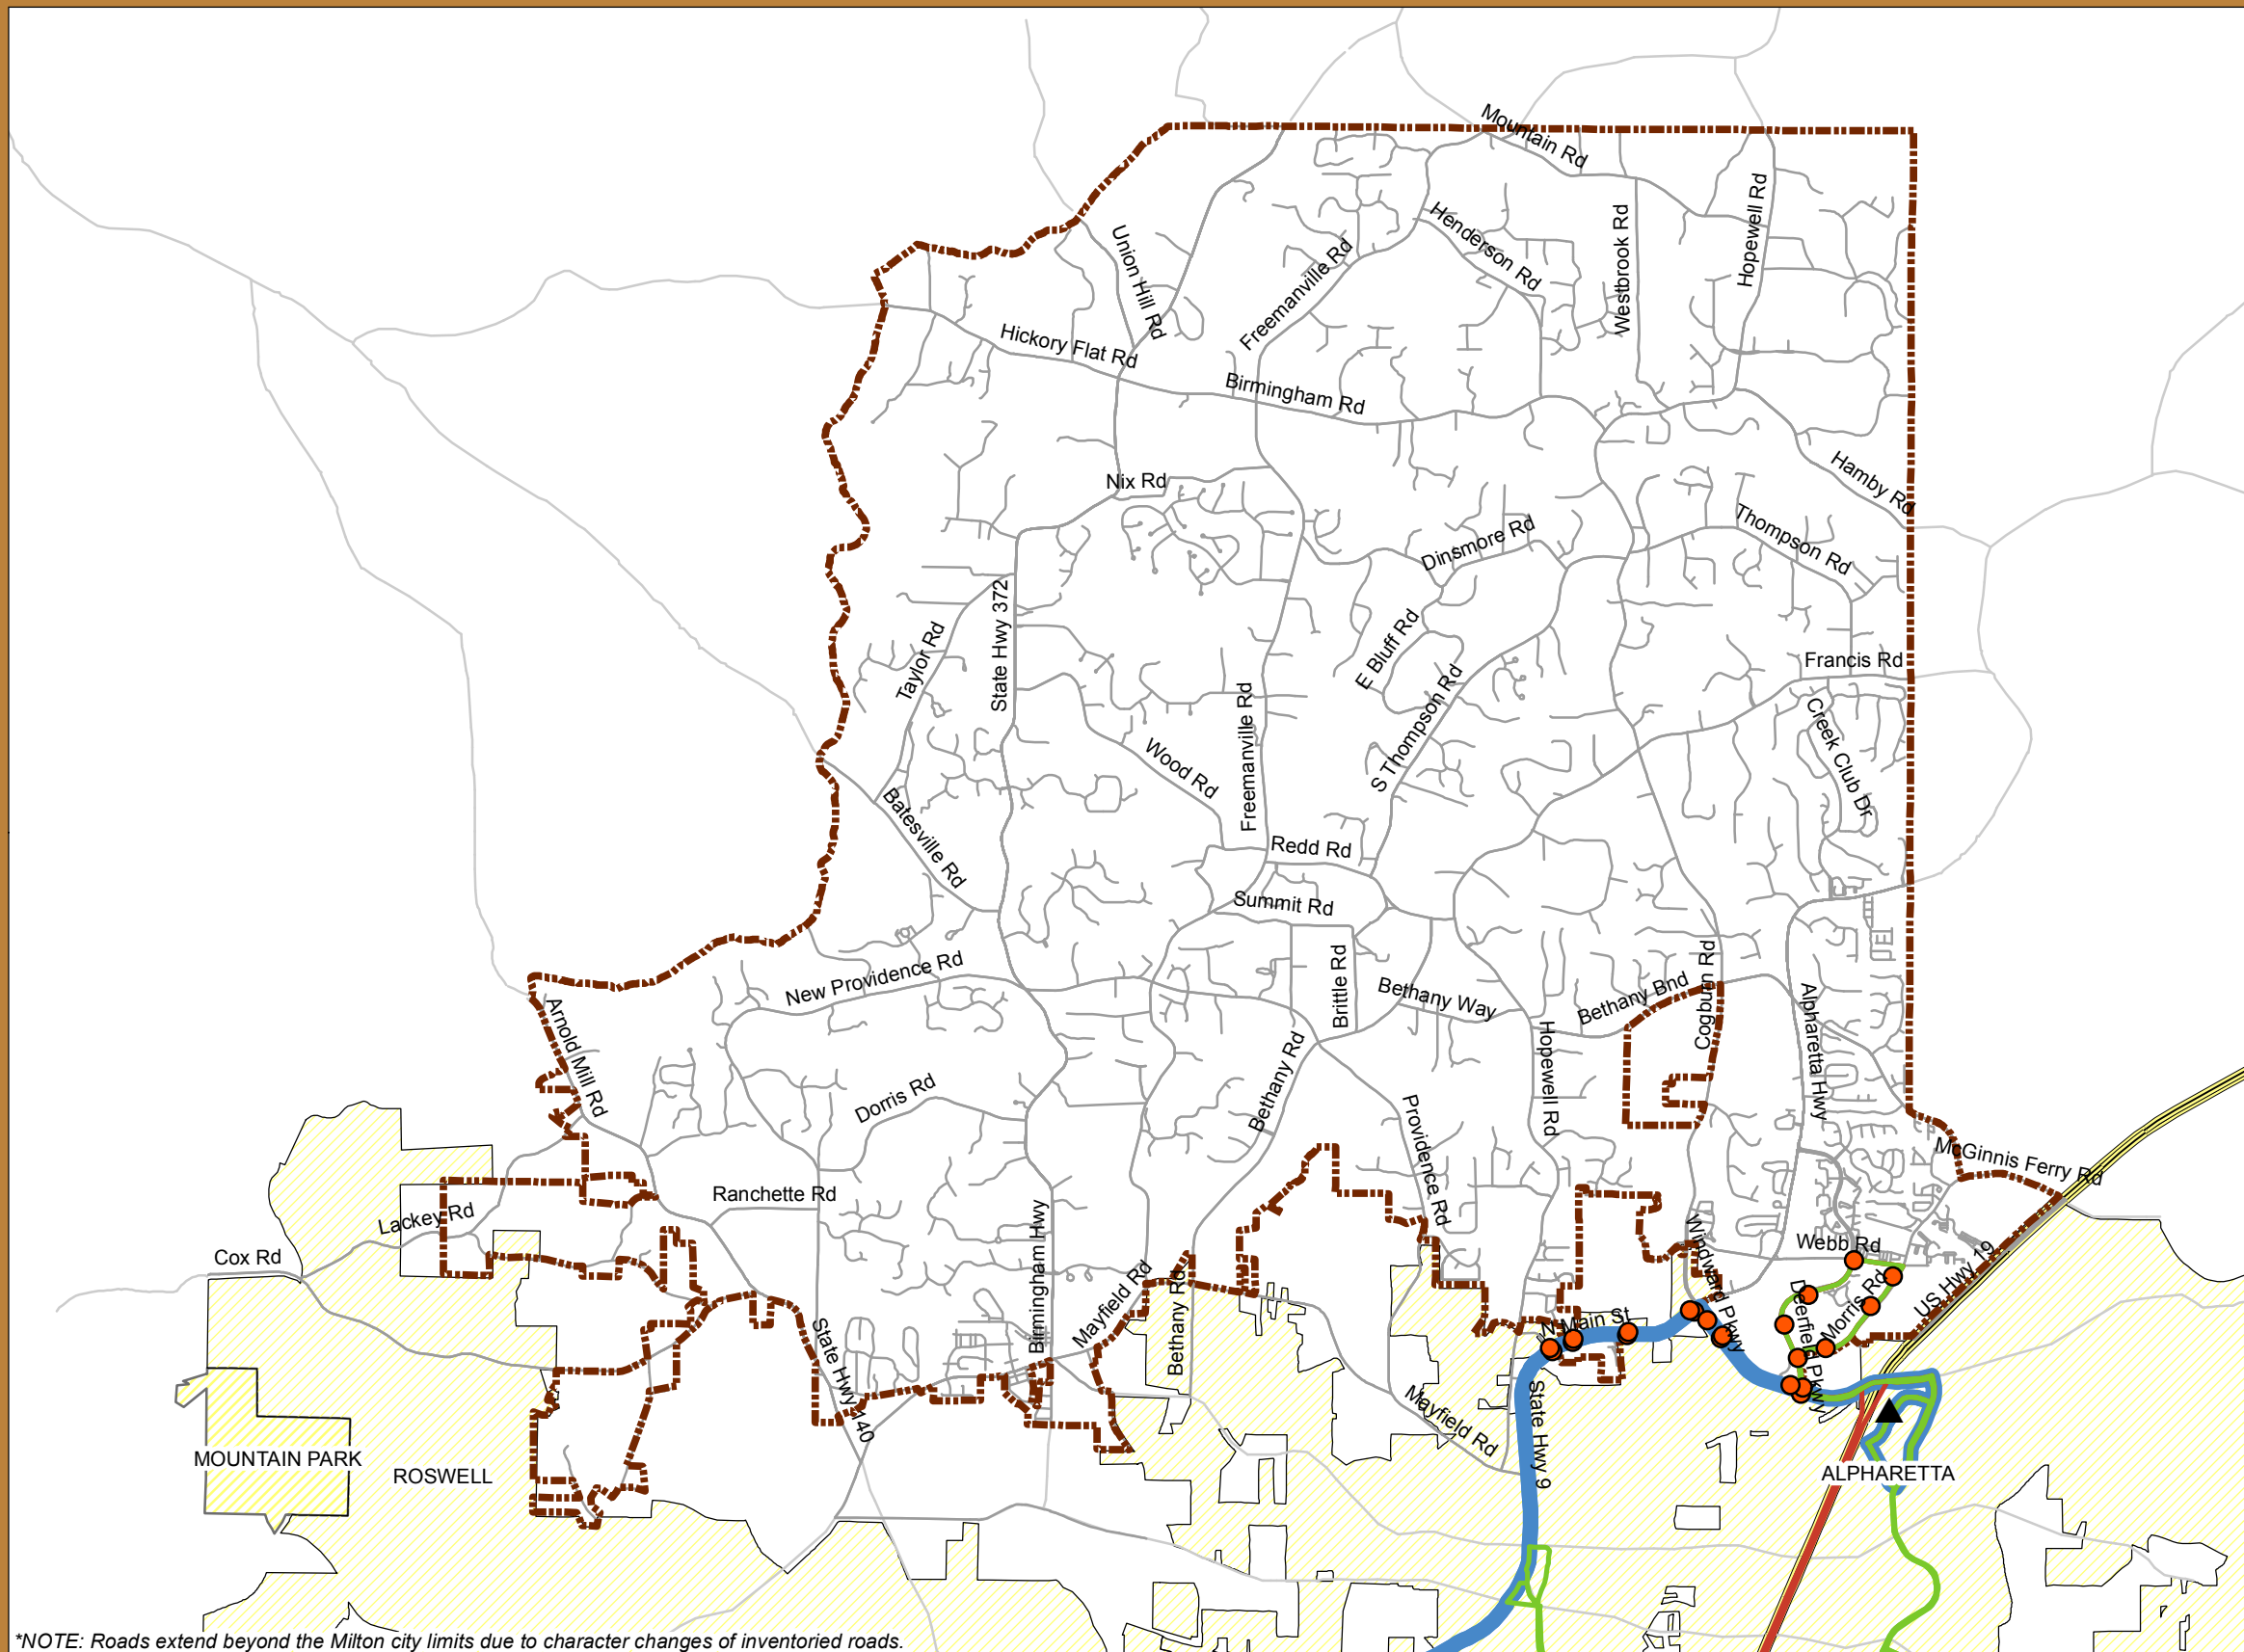 Mountain Rd
Hopewell Rd
Westbrook Rd
Henderson Rd
Union Hill Rd
Freemanville Rd
Hickory Flat Rd
Birmingham Rd
Hamby Rd
Nix Rd
Thompson Rd
Dinsmore Rd
State Hwy 372
Taylor Rd
E Bluff Rd
Francis Rd
S Thompson Rd
Freemanville Rd
Creek Club Dr
Wood Rd
Batesville Rd
Redd Rd
Summit Rd
New Providence Rd
Brittle Rd
Bethany Way
Bethany Bnd
Cogburn Rd
Alpharetta Hwy
Arnold Mill Rd
Hopewell Rd
Dorris Rd
Bethany Rd
Providence Rd
McGinnis Ferry Rd
Ranchette Rd
Lackey Rd
Birmingham Hwy
Cox Rd
Webb Rd
Windward Pkwy
US Hwy 19
Mayfield Rd
Bethany Rd
Deerfield Pkwy
Morris Rd
N Main St
State Hwy 140
Mayfield Rd
State Hwy 9
MOUNTAIN PARK
ROSWELL
ALPHARETTA
*NOTE: Roads extend beyond the Milton city limits due to character changes of inventoried roads.